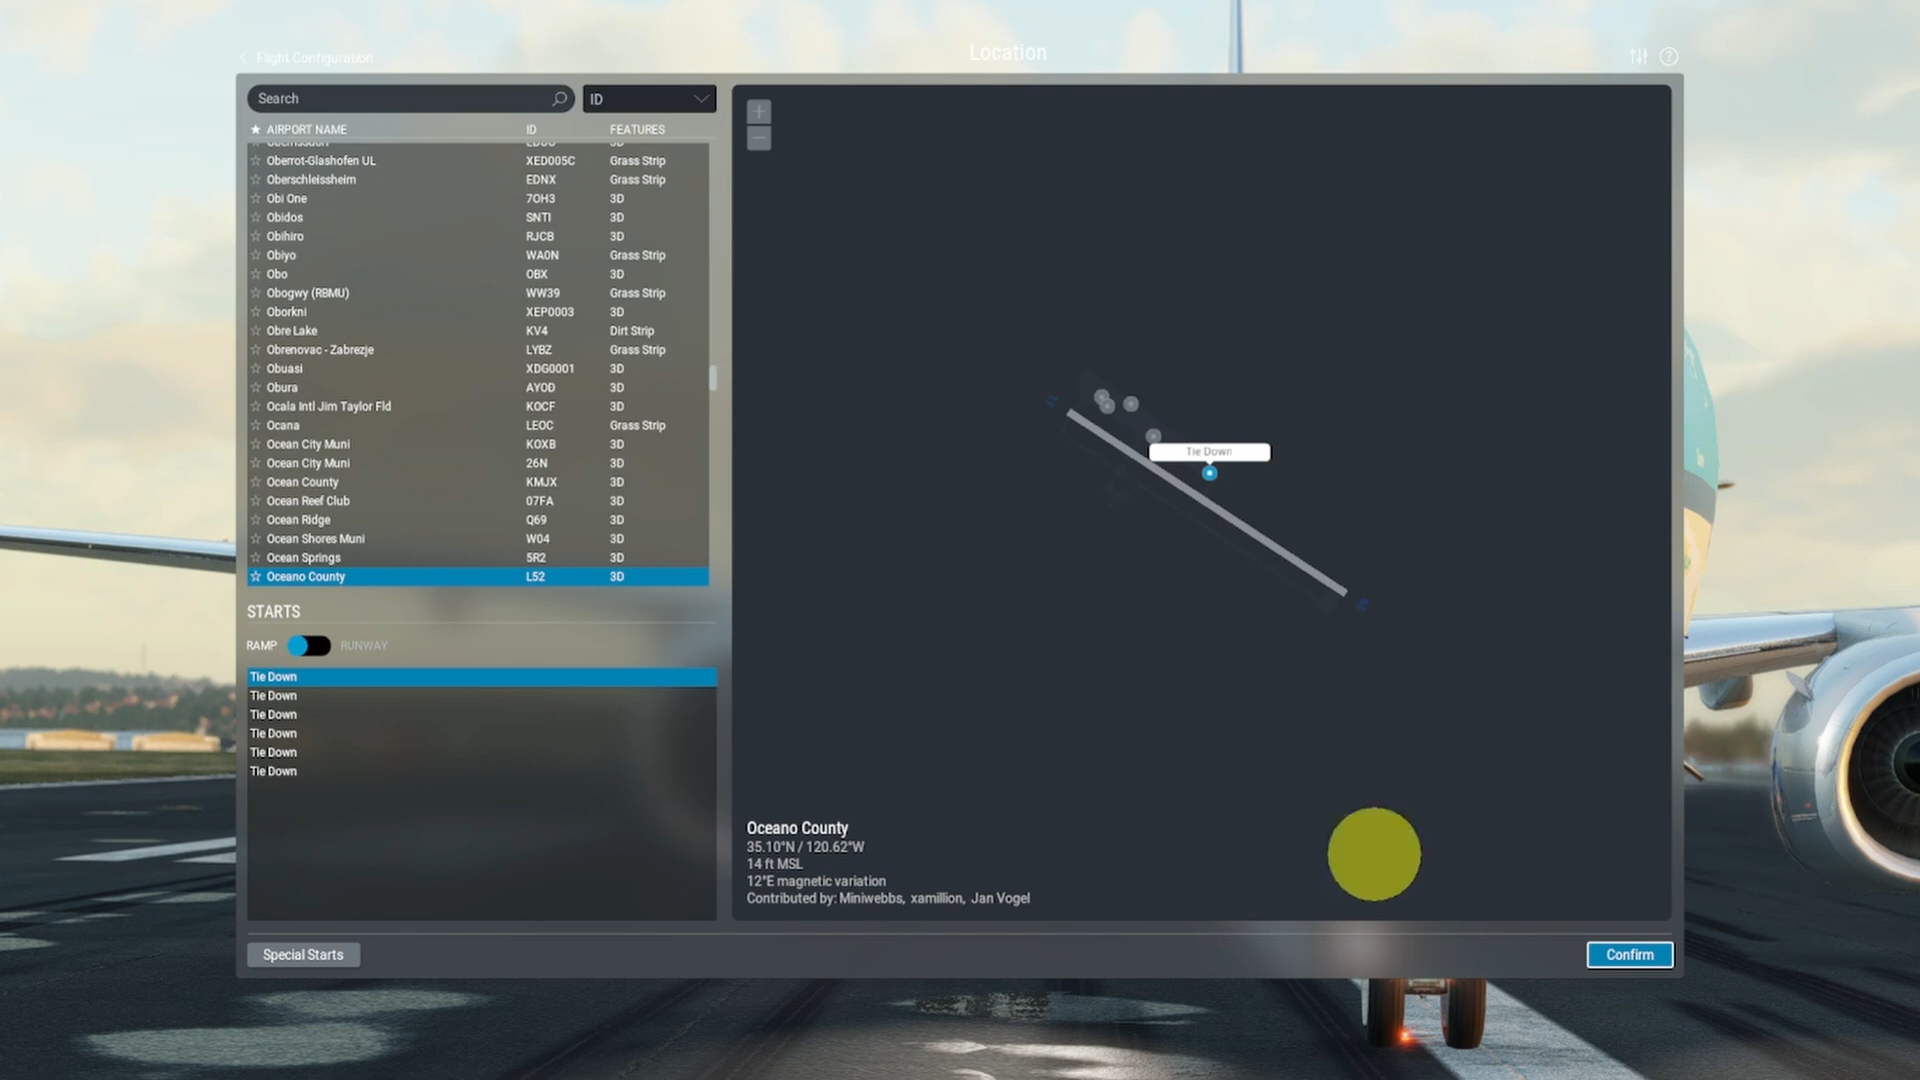 Flight Configuration
Location
Search
ID
AIRPORT NAME ID FEATURES
Oberrot-Glashofen UL XED005C Grass Strip
Oberschleissheim EDNX Grass Strip
Obi One 7OH3 3D
Obidos SNTI 3D
Obihiro RJCB 3D
Obiyo WA0N Grass Strip
Obo OBX 3D
Obogwy (RBMU) WW39 Grass Strip
Oborkni XEP0003 3D
Obre Lake KV4 Dirt Strip
Obrenovac - Zabrezje LYBZ Grass Strip
Obuasi XDG0001 3D
Obura AYOD 3D
Ocala Intl Jim Taylor Fld KOCF 3D
Ocana LEOC Grass Strip
Ocean City Muni KOXB 3D
Ocean City Muni 26N 3D
Ocean County KMJX 3D
Ocean Reef Club 07FA 3D
Ocean Ridge Q69 3D
Ocean Shores Muni W04 3D
Ocean Springs 5R2 3D
Oceano County L52 3D
STARTS
RAMP RUNWAY
Tie Down
Tie Down
Tie Down
Tie Down
Tie Down
Tie Down
Special Starts
Tie Down
Oceano County
35.10°N / 120.62°W
14 ft MSL
12°E magnetic variation
Contributed by: Miniwebbs, xamillion, Jan Vogel
Confirm